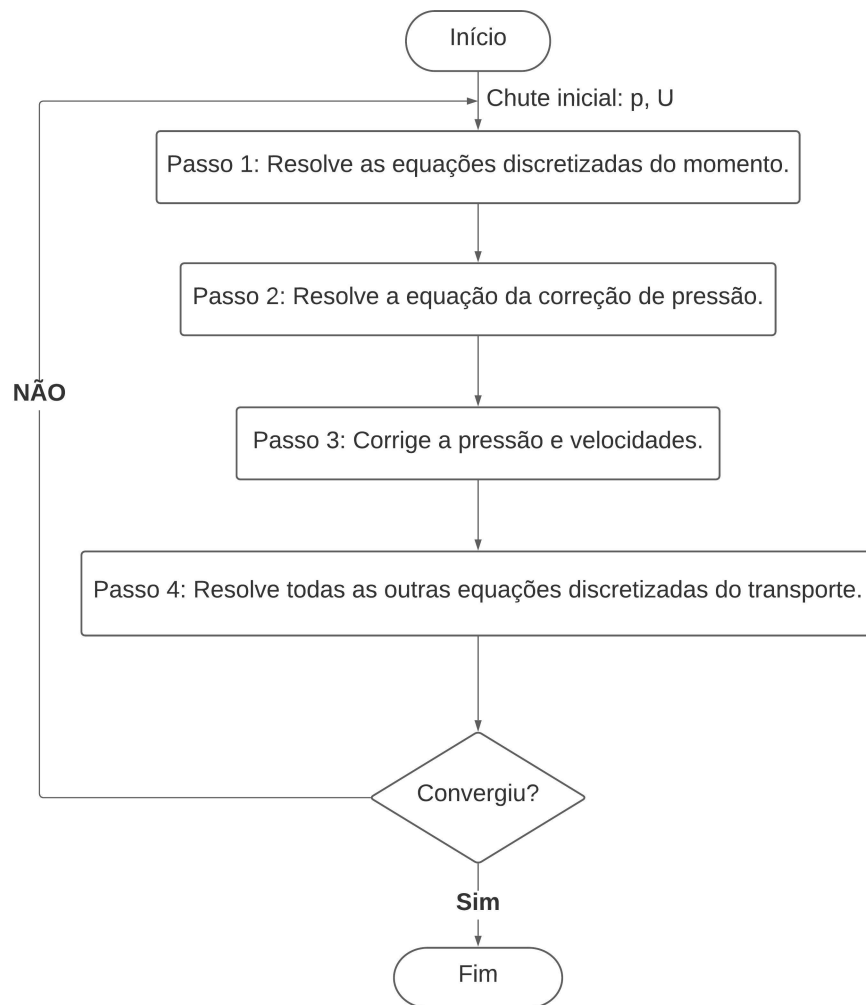 Início
Chute inicial: p, U
Passo 1: Resolve as equações discretizadas do momento.
Passo 2: Resolve a equação da correção de pressão.
NÃO
Passo 3: Corrige a pressão e velocidades.
Passo 4: Resolve todas as outras equações discretizadas do transporte.
Convergiu?
Sim
Fim